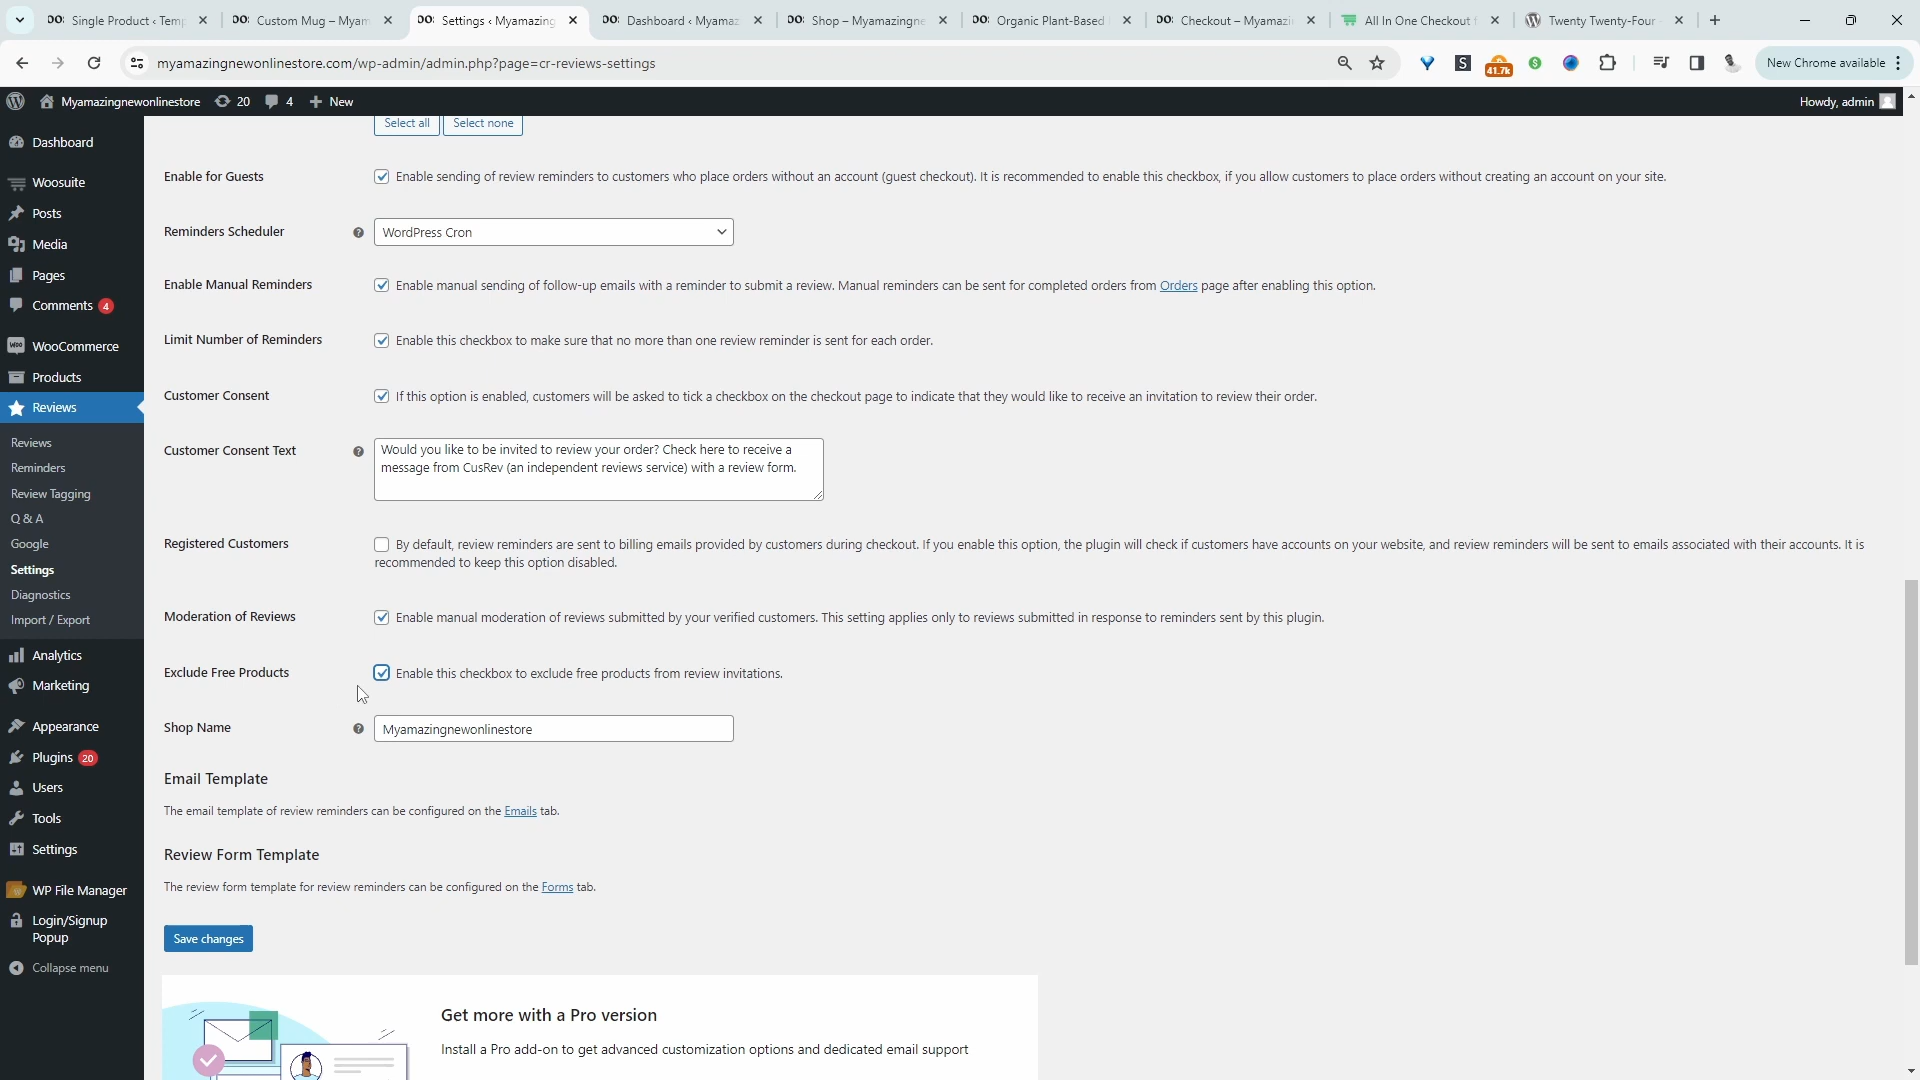 Single Product ‹ Temp
Custom Mug – Myam
Settings ‹ Myamazing
Dashboard ‹ Myamaz
Shop – Myamazingne
Organic Plant-Based
Checkout – Myamazi
All In One Checkout
Twenty Twenty-Four
myamazingnewonlinestore.com/wp-admin/admin.php?page=cr-reviews-settings
41.7k
New Chrome available
Myamazingnewonlinestore
20
4
New
Howdy, admin
Dashboard
Woosuite
Posts
Media
Pages
Comments 4
WooCommerce
Products
Reviews
Reviews
Reminders
Review Tagging
Q & A
Google
Settings
Diagnostics
Import / Export
Analytics
Marketing
Appearance
Plugins 20
Users
Tools
Settings
WP File Manager
Login/Signup
Popup
Collapse menu
Select all
Select none
Enable for Guests
Enable sending of review reminders to customers who place orders without an account (guest checkout). It is recommended to enable this checkbox, if you allow customers to place orders without creating an account on your site.
Reminders Scheduler
WordPress Cron
Enable Manual Reminders
Enable manual sending of follow-up emails with a reminder to submit a review. Manual reminders can be sent for completed orders from Orders page after enabling this option.
Limit Number of Reminders
Enable this checkbox to make sure that no more than one review reminder is sent for each order.
Customer Consent
If this option is enabled, customers will be asked to tick a checkbox on the checkout page to indicate that they would like to receive an invitation to review their order.
Customer Consent Text
Would you like to be invited to review your order? Check here to receive a
message from CusRev (an independent reviews service) with a review form.
Registered Customers
By default, review reminders are sent to billing emails provided by customers during checkout. If you enable this option, the plugin will check if customers have accounts on your website, and review reminders will be sent to emails associated with their accounts. It is
recommended to keep this option disabled.
Moderation of Reviews
Enable manual moderation of reviews submitted by your verified customers. This setting applies only to reviews submitted in response to reminders sent by this plugin.
Exclude Free Products
Enable this checkbox to exclude free products from review invitations.
Shop Name
Myamazingnewonlinestore
Email Template
The email template of review reminders can be configured on the Emails tab.
Review Form Template
The review form template for review reminders can be configured on the Forms tab.
Save changes
Get more with a Pro version
Install a Pro add-on to get advanced customization options and dedicated email support